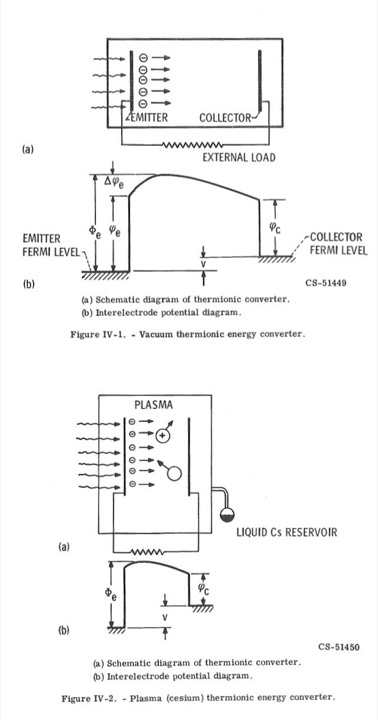 ⊖
⊖
⊖
⊖
⊖
EMITTER
COLLECTOR
EXTERNAL LOAD
(a)
Δφe
Φe
φe
φc
EMITTER
FERMI LEVEL
COLLECTOR
FERMI LEVEL
V
(b)
CS-51449
(a) Schematic diagram of thermionic converter.
(b) Interelectrode potential diagram.
Figure IV-1. - Vacuum thermionic energy converter.
PLASMA
⊖
⊖
+
⊖
⊖
⊖
⊖
LIQUID Cs RESERVOIR
(a)
Φe
φc
V
(b)
CS-51450
(a) Schematic diagram of thermionic converter.
(b) Interelectrode potential diagram.
Figure IV-2. - Plasma (cesium) thermionic energy converter.